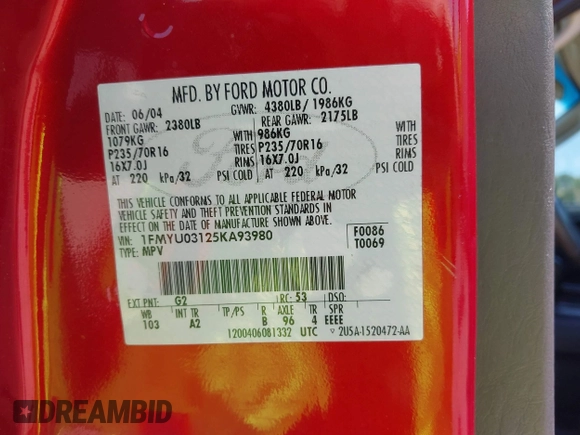 MFD. BY FORD MOTOR CO.
DATE: 06/04 GVWR: 4380LB/ 1986KG
FRONT GAWR: 2380LB REAR GAWR: 2175LB
1079KG 986KG
P235/70R16 TIRES P235/70R16 TIRES
16X7.0J RIMS 16X7.0J RIMS
AT 220 kPa/32 PSI COLD AT 220 kPa/32 PSI COLD
THIS VEHICLE CONFORMS TO ALL APPLICABLE FEDERAL MOTOR
VEHICLE SAFETY AND THEFT PREVENTION STANDARDS IN
EFFECT ON THE DATE OF MANUFACTURE SHOWN ABOVE.
VIN: 1FMYU03125KA93980 F0086
TYPE: MPV T0069
EXT PNT: G2 RC: 53 DSO:
WB INT TR TP/PS R AXLE TR SPR
103 A2 B 96 4 EEEE
1200406081332 UTC 2U5A-1520472-AA
Ford
DREAMBID